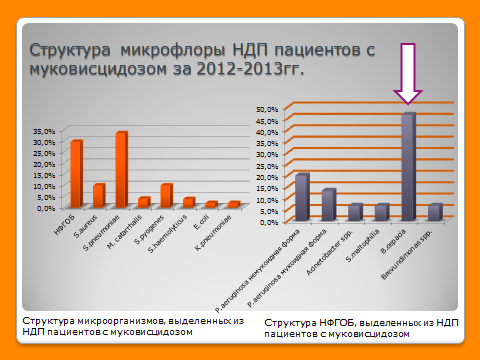 Структура микрофлоры НДП пациентов с
муковисцидозом за 2012-2013гг.
35,0%
30,0%
25,0%
20,0%
15,0%
10,0%
5,0%
0,0%
НФГОБ
S.aureus
S.pneumoniae
M. catarrhalis
S.pyogenes
S.haemolyticus
E.coli
K.pneumoniae
Структура микроорганизмов, выделенных из
НДП пациентов с муковисцидозом
50,0%
45,0%
40,0%
35,0%
30,0%
25,0%
20,0%
15,0%
10,0%
5,0%
0,0%
P.aeruginosa немукоидная форма
P.aeruginosa мукоидная форма
Acinetobacter spp.
S.maltophilia
B.cepacia
Brevundimonas spp.
Структура НФГОБ, выделенных из НДП
пациентов с муковисцидозом